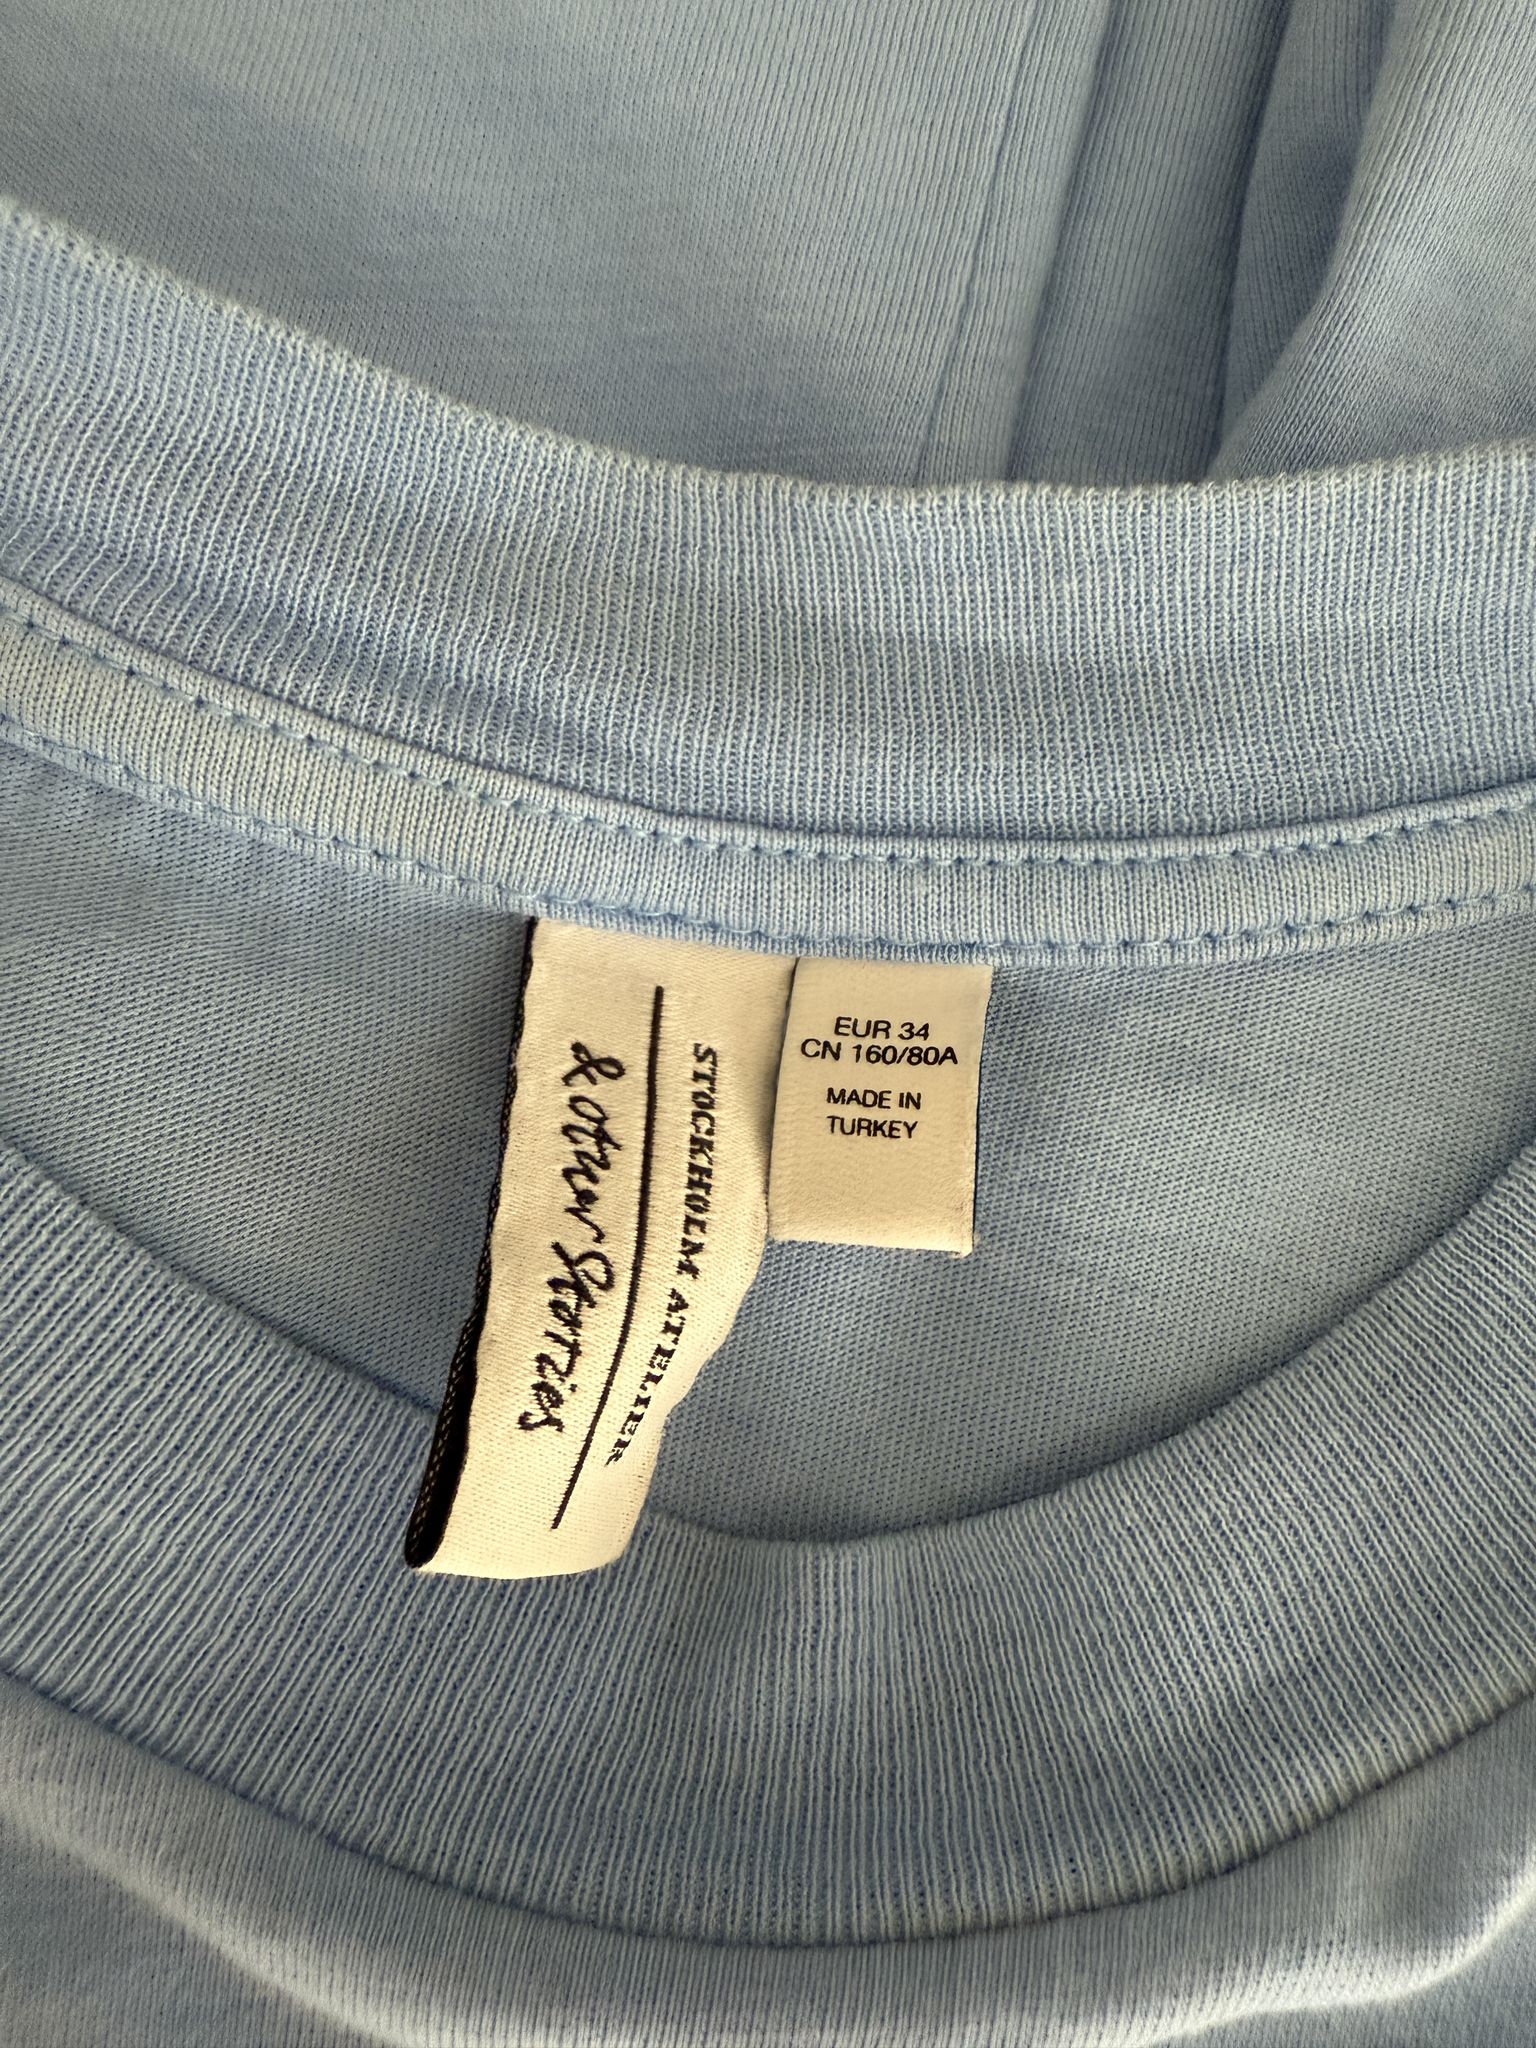 & other Stories
STOCKHOLM ATELIER
EUR 34
CN 160/80A
MADE IN
TURKEY